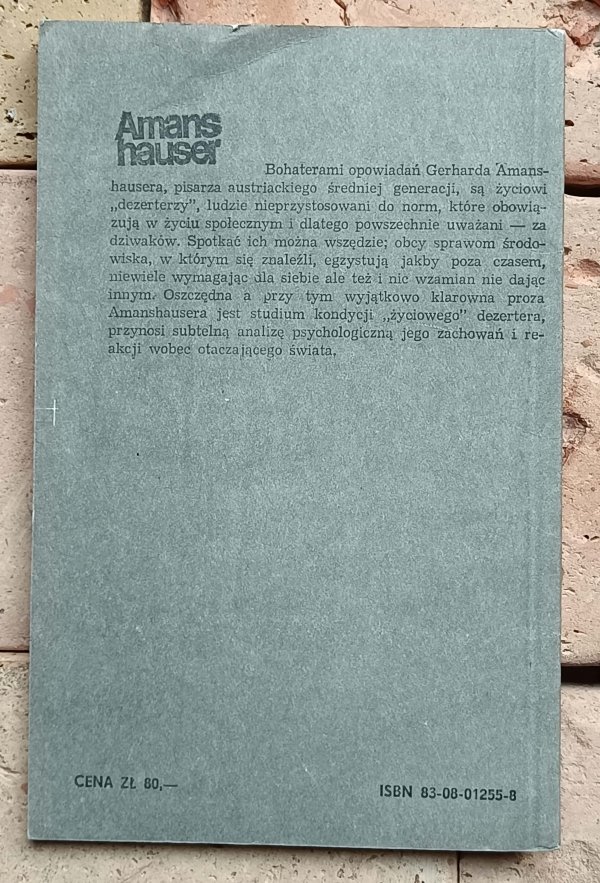 Amans
hauser
Bohaterami opowiadań Gerharda Amans-
hausera, pisarza austriackiego średniej generacji, są życiowi
„dezerterzy”, ludzie nieprzystosowani do norm, które obowią-
zują w życiu społecznym i dlatego powszechnie uważani — za
dziwaków. Spotkać ich można wszędzie; obcy sprawom środo-
wiska, w którym się znaleźli, egzystują jakby poza czasem,
niewiele wymagając dla siebie ale też i nic wzamian nie dając
innym. Oszczędna a przy tym wyjątkowo klarowna proza
Amanshausera jest studium kondycji „życiowego” dezertera,
przynosi subtelną analizę psychologiczną jego zachowań i re-
akcji wobec otaczającego świata.
CENA ZŁ 80,—
ISBN 83-08-01255-8